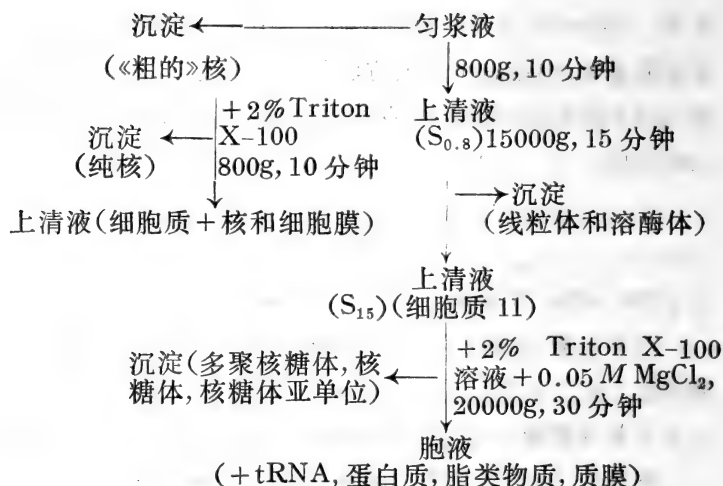 沉淀 匀浆液
(《粗的》核) 800g, 10 分钟
+2% Triton 上清液
沉淀 X-100 (S0.8) 15000g, 15 分钟
(纯核) 800g, 10 分钟
沉淀
上清液(细胞质+核和细胞膜) (线粒体和溶酶体)
上清液
(S15) (细胞质 11)
+2% Triton X-100
沉淀(多聚核糖体, 核 溶液+0.05 M MgCl2,
糖体, 核糖体亚单位) 20000g, 30 分钟
胞液
(+tRNA, 蛋白质, 脂类物质, 质膜)